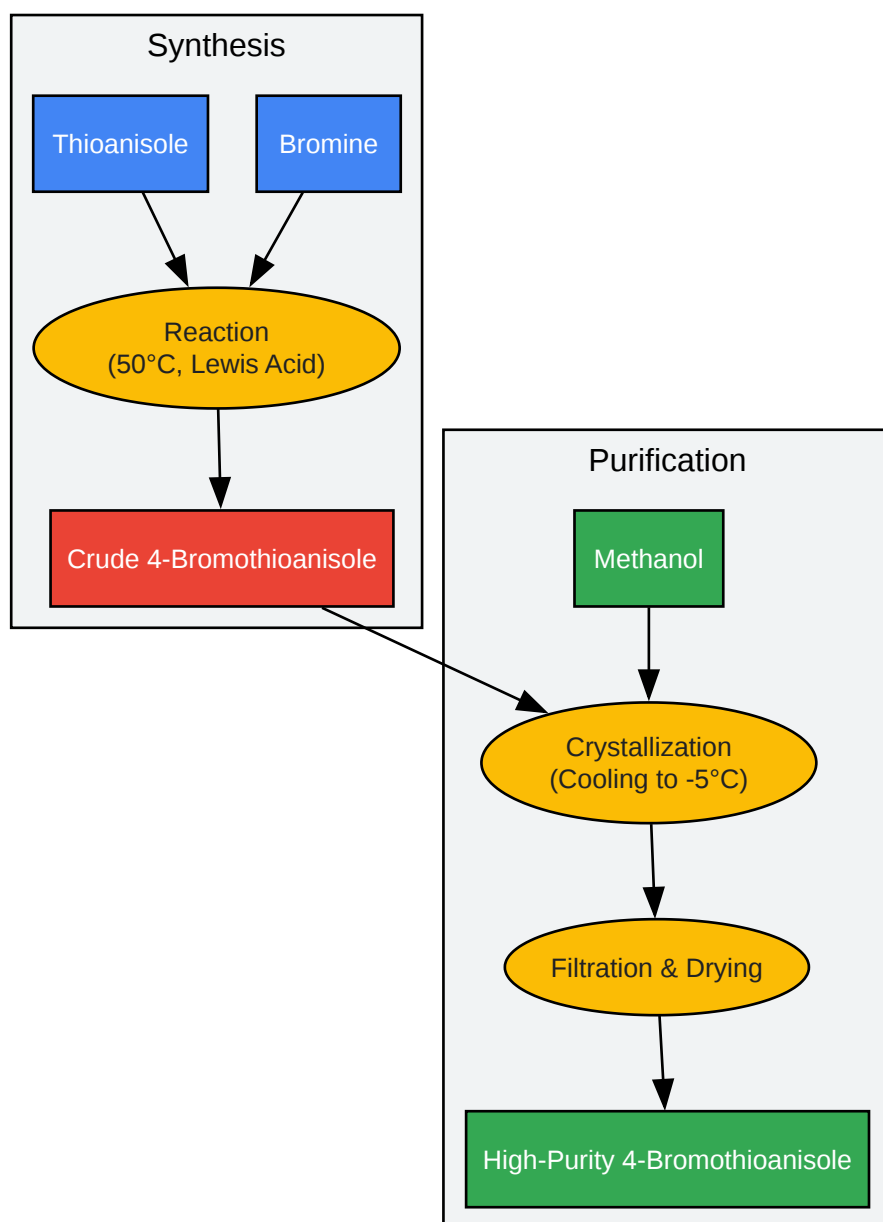 Synthesis
Thioanisole
Bromine
Reaction
(50°C, Lewis Acid)
Crude 4-Bromothioanisole
Purification
Methanol
Crystallization
(Cooling to -5°C)
Filtration & Drying
High-Purity 4-Bromothioanisole